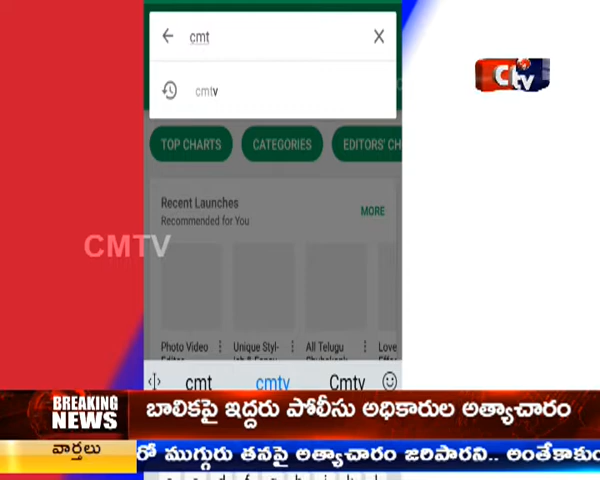 cmt
cmtv
TOP CHARTS
CATEGORIES
EDITORS' CH
Recent Launches
Recommended for You
MORE
CMTV
Photo Video
Unique Styl-
All Telugu
Love
cmt
cmtv
Cmtv
BREAKING
NEWS
బాలికపై ఇద్దరు పోలీసు అధికారుల అత్యాచారం
వార్తలు
రో ముగ్గురు తనపై అత్యాచారం జరిపారని.. అంతేకాకుం